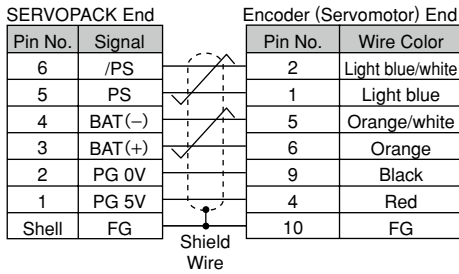 SERVOPACK End Encoder (Servomotor) End
Pin No. Signal Pin No. Wire Color
6 /PS 2 Light blue/white
5 PS 1 Light blue
4 BAT(−) 5 Orange/white
3 BAT(+) 6 Orange
2 PG 0V 9 Black
1 PG 5V 4 Red
Shell FG 10 FG
Shield
Wire